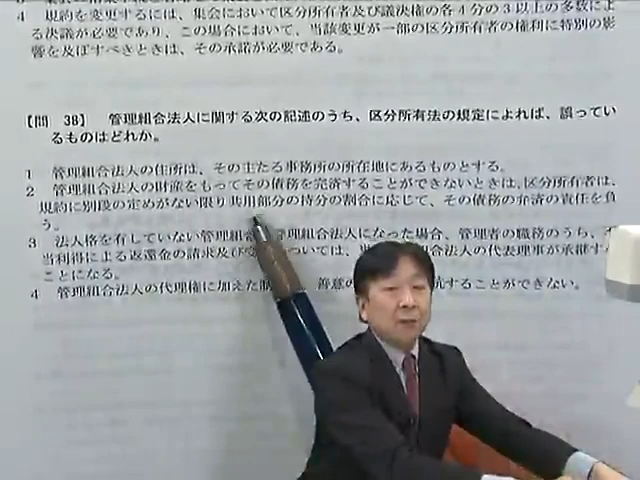 4 規約を変更するには、集会において区分所有者及び議決権の各4分の3以上の多数によ
る決議が必要であり、この場合において、当該変更が一部の区分所有者の権利に特別の影
響を及ぼすべきときは、その承諾が必要である。
【問 38】 管理組合法人に関する次の記述のうち、区分所有法の規定によれば、誤ってい
るものはどれか。
1 管理組合法人の住所は、その主たる事務所の所在地にあるものとする。
2 管理組合法人の財産をもってその債務を完済することができないときは、区分所有者は、
規約に別段の定めがない限り共用部分の持分の割合に応じて、その債務の弁済の責任を負
う。
3 法人格を有していない管理組合 管理組合法人になった場合、管理者の職務のうち、
当利得による返還金の請求及び ついては、 合法人の代表理事が承継す
ことになる。
4 管理組合法人の代理権に加えた 善意の 抗することができない。